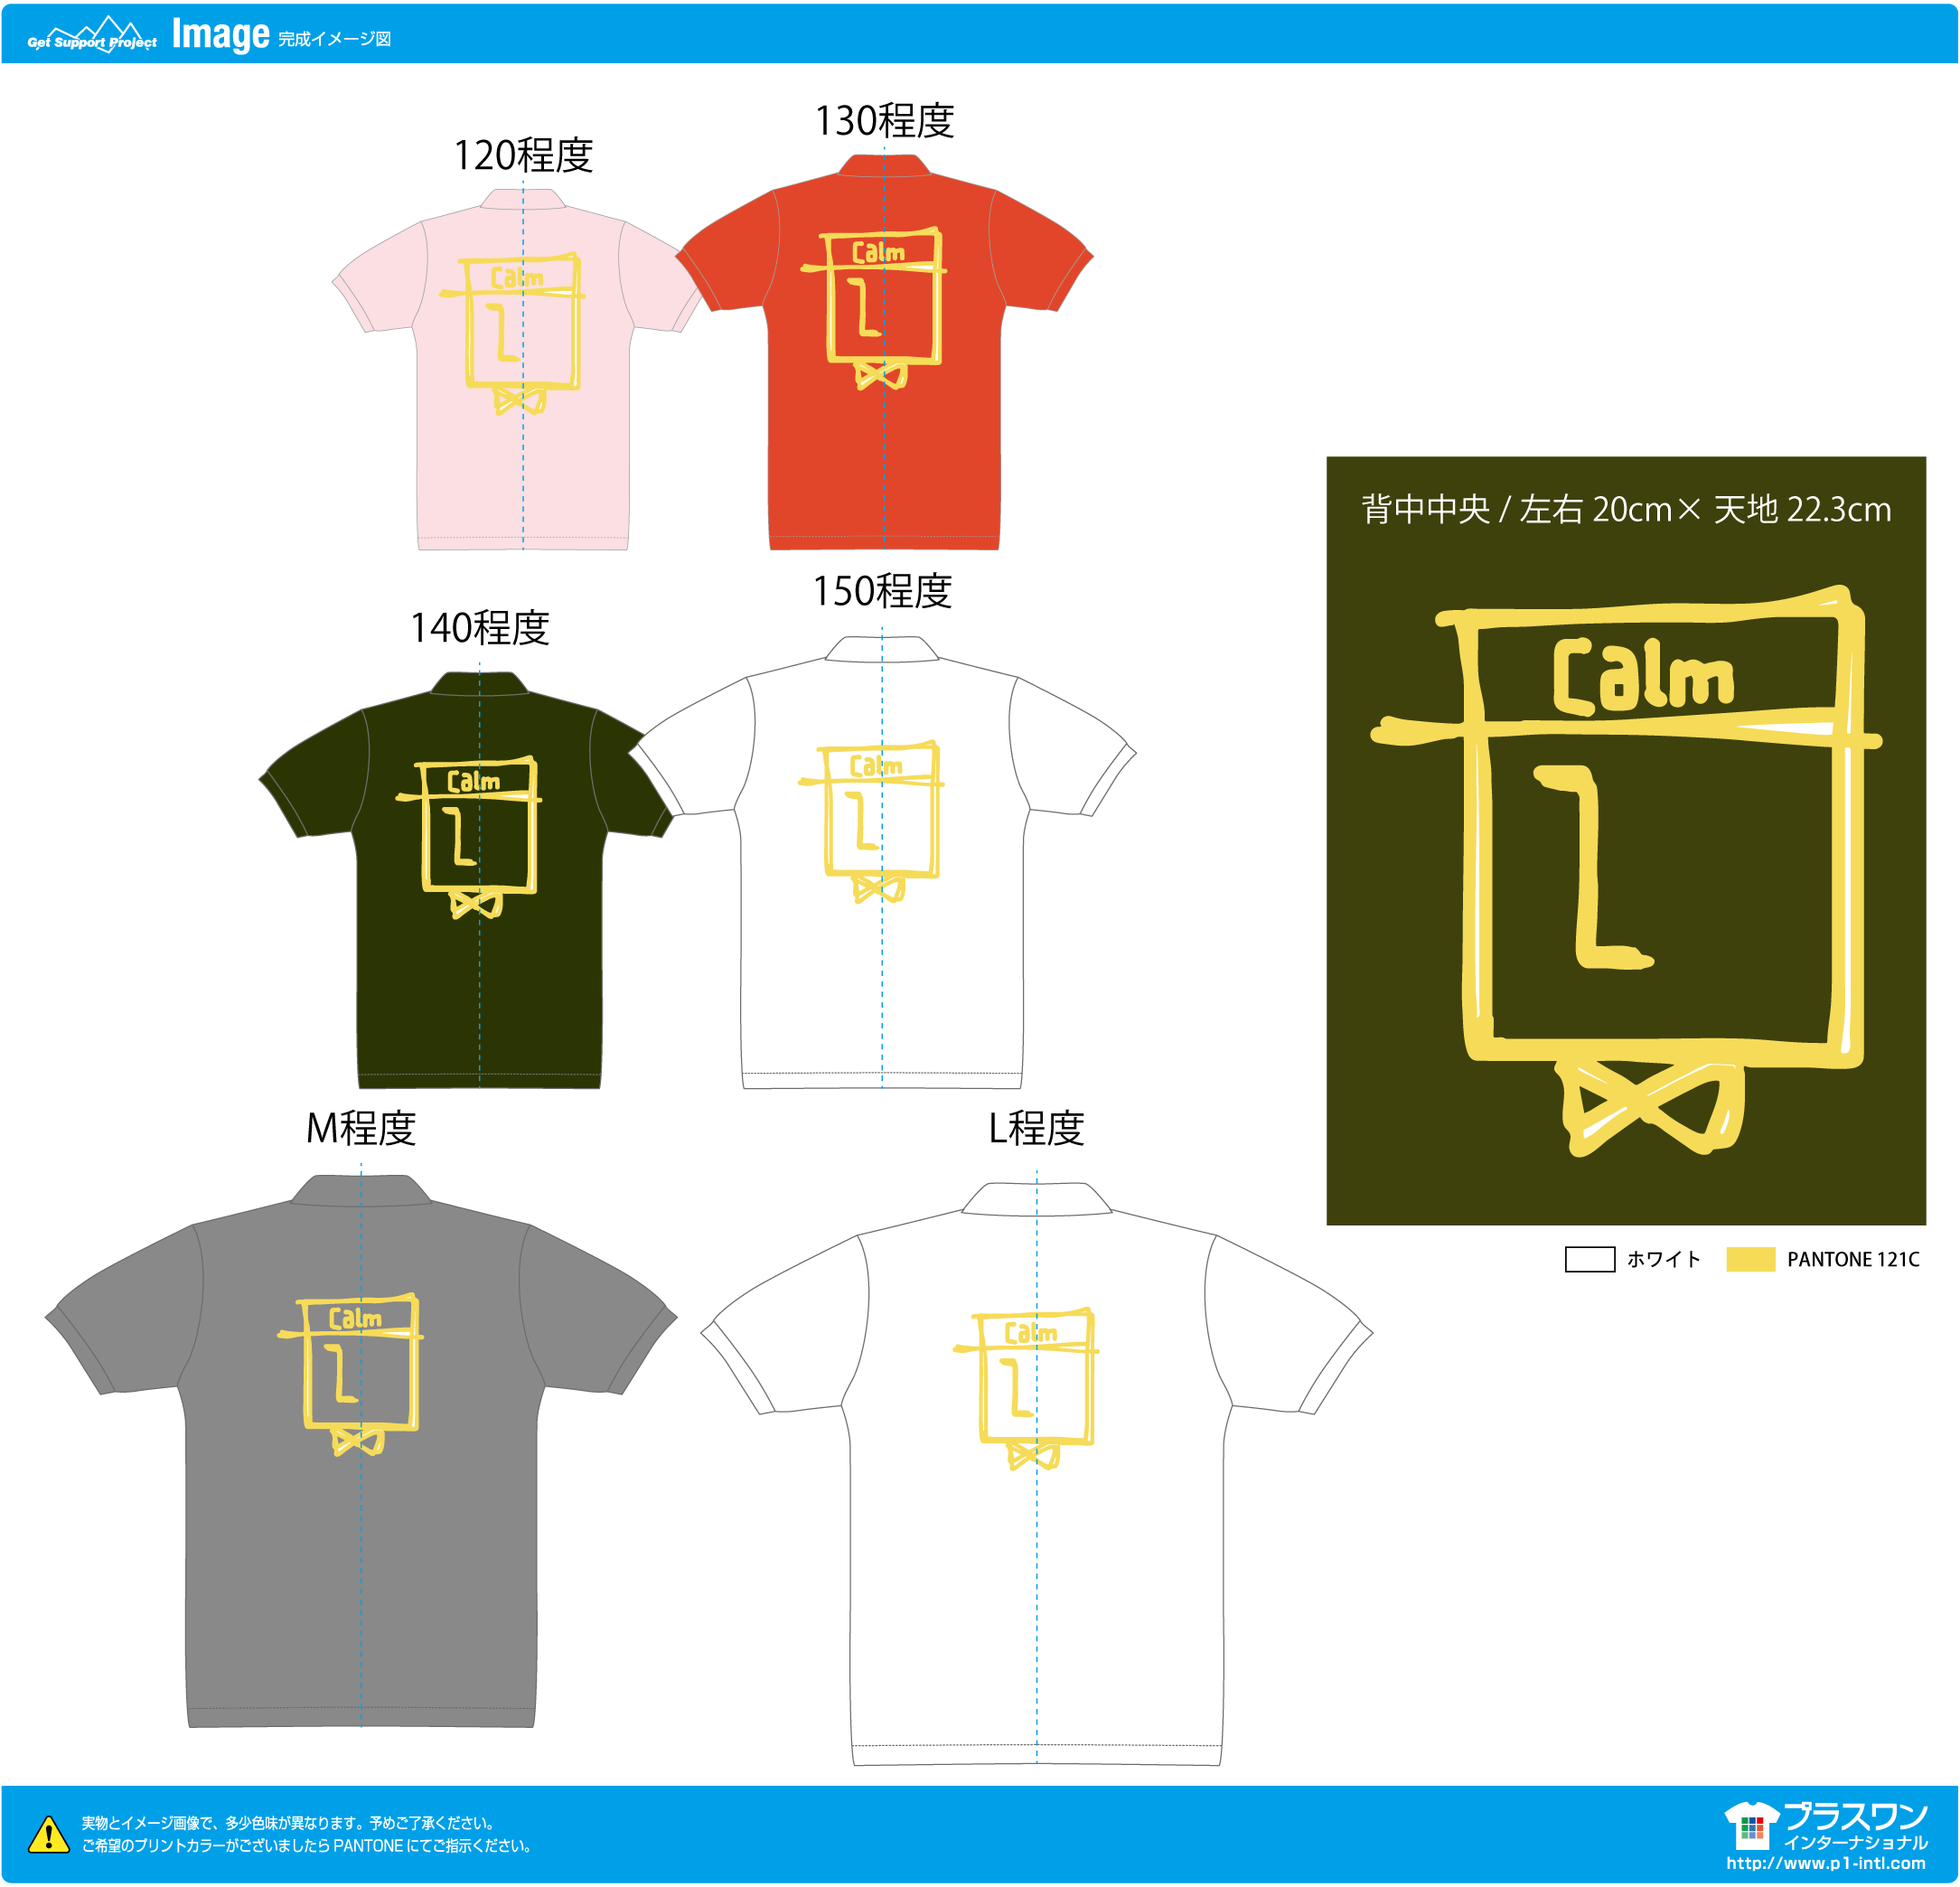 Get Support Project
Image 完成イメージ図
120程度
130程度
Calm
Calm
140程度
150程度
Calm
Calm
背中中央 / 左右 20cm× 天地 22.3cm
Calm
ホワイト
PANTONE 121C
M程度
L程度
Calm
Calm
実物とイメージ画像で、多少色味が異なります。予めご了承ください。
ご希望のプリントカラーがございましたら PANTONE にてご指示ください。
プラスワン
インターナショナル
http://www.p1-intl.com